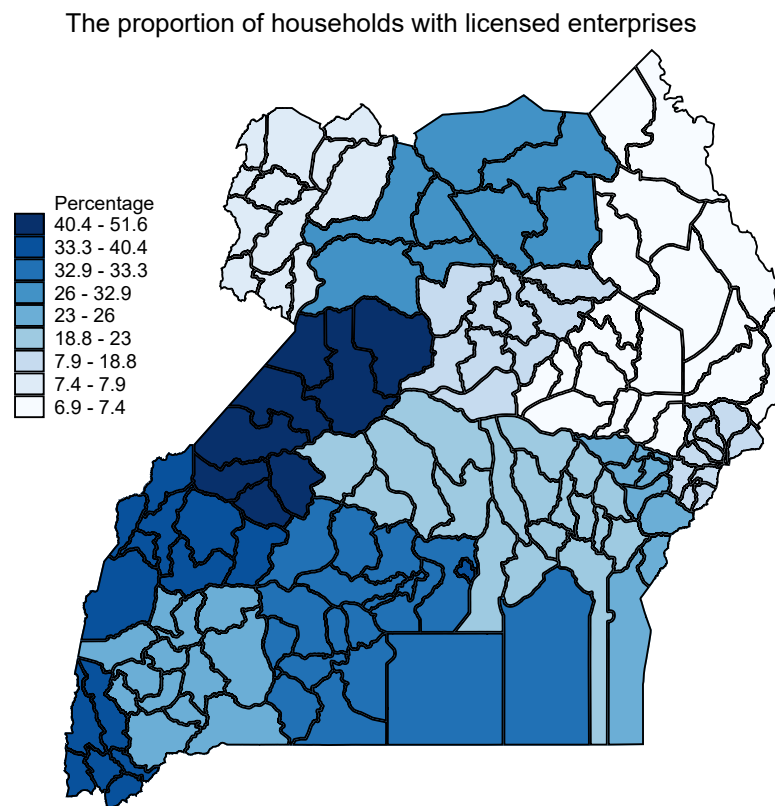 The proportion of households with licensed enterprises
Percentage
40.4 - 51.6
33.3 - 40.4
32.9 - 33.3
26 - 32.9
23 - 26
18.8 - 23
7.9 - 18.8
7.4 - 7.9
6.9 - 7.4